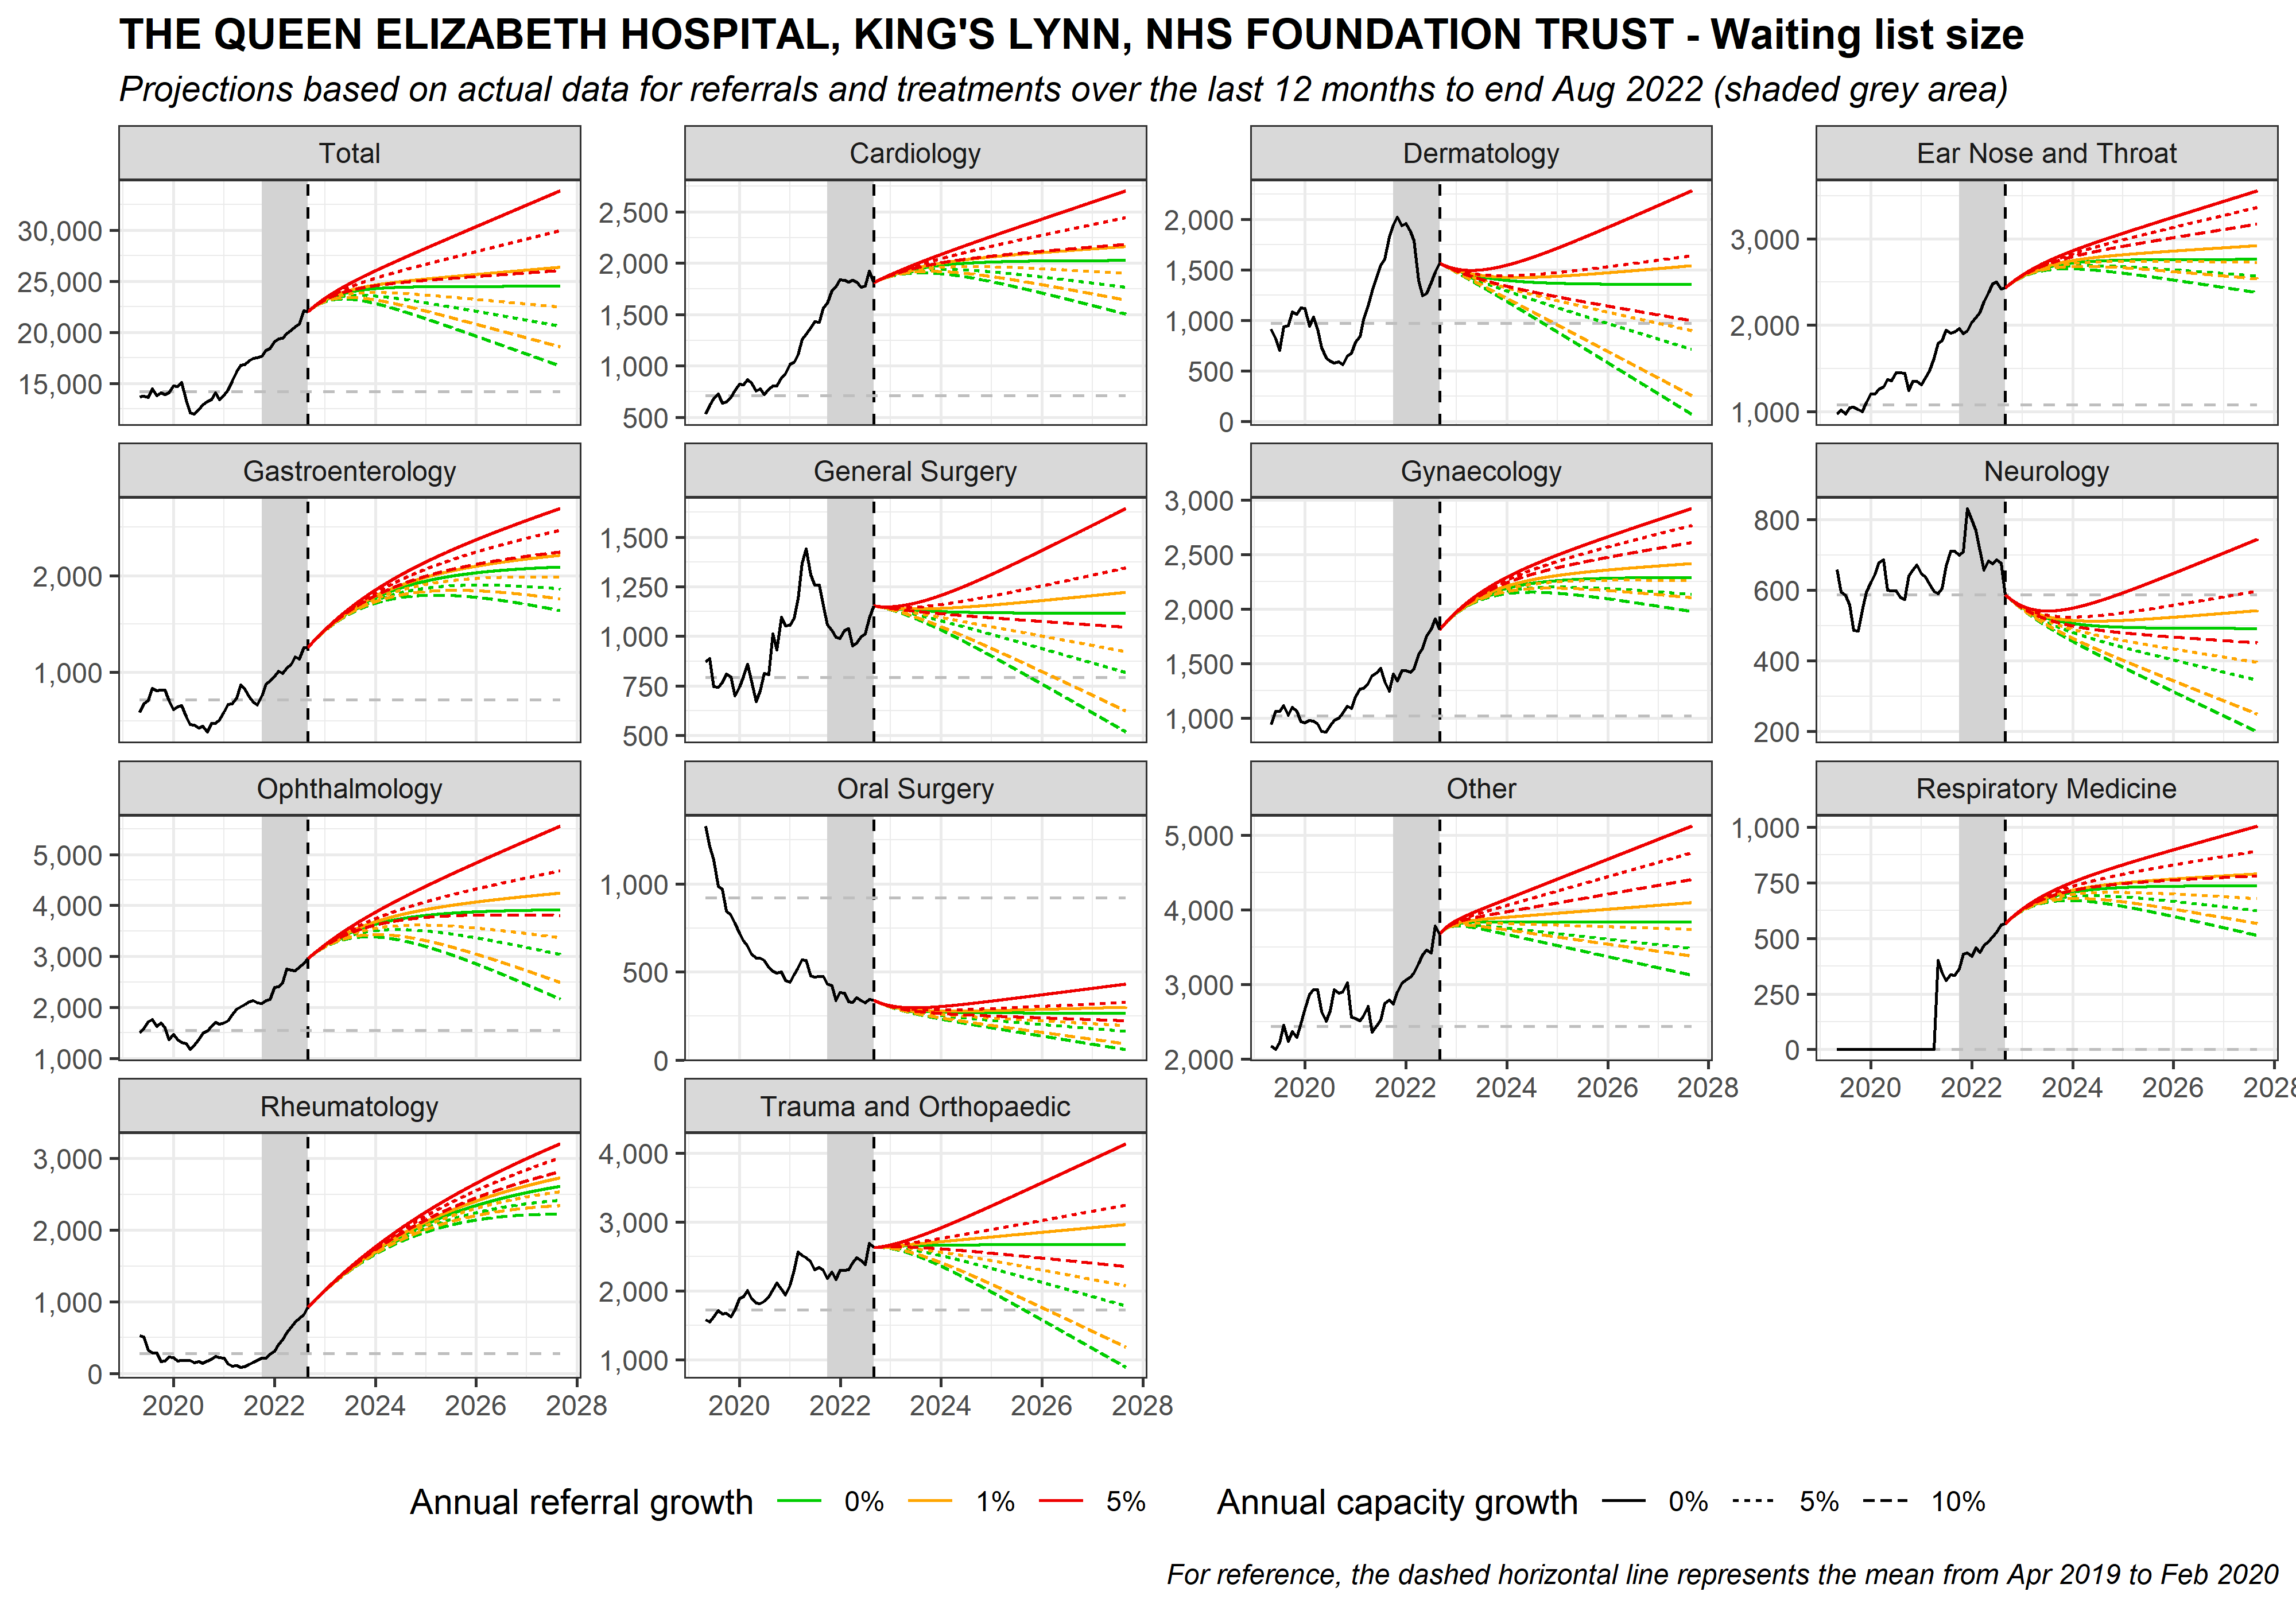 THE QUEEN ELIZABETH HOSPITAL, KING'S LYNN, NHS FOUNDATION TRUST - Waiting list size
Projections based on actual data for referrals and treatments over the last 12 months to end Aug 2022 (shaded grey area)
Total
30,000
25,000
20,000
15,000
Cardiology
2,500
2,000
1,500
1,000
500
Dermatology
2,000
1,500
1,000
500
0
Ear Nose and Throat
3,000
2,000
1,000
Gastroenterology
2,000
1,000
General Surgery
1,500
1,250
1,000
750
500
Gynaecology
3,000
2,500
2,000
1,500
1,000
Neurology
800
600
400
200
Ophthalmology
5,000
4,000
3,000
2,000
1,000
Oral Surgery
1,000
500
0
Other
5,000
4,000
3,000
2,000
2020 2022 2024 2026 2028
Respiratory Medicine
1,000
750
500
250
0
2020 2022 2024 2026 2028
Rheumatology
3,000
2,000
1,000
0
2020 2022 2024 2026 2028
Trauma and Orthopaedic
4,000
3,000
2,000
1,000
2020 2022 2024 2026 2028
Annual referral growth 0% 1% 5% Annual capacity growth 0% 5% 10%
For reference, the dashed horizontal line represents the mean from Apr 2019 to Feb 2020